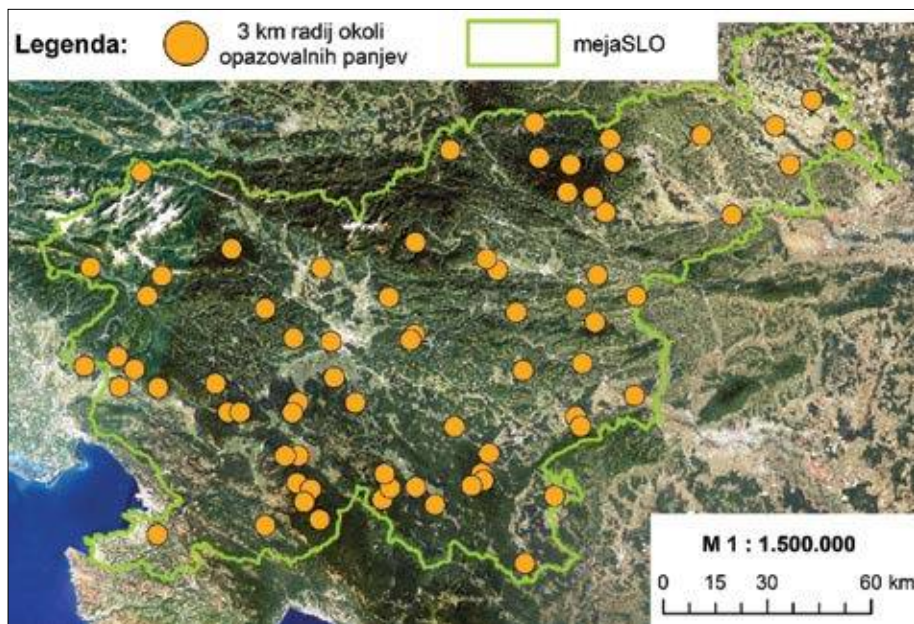 Legenda:
3 km radij okoli
opazovalnih panjev
mejaSLO
M 1 : 1.500.000
0 15 30 60 km